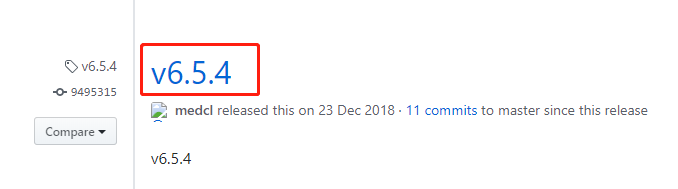 v6.5.4
9495315
Compare
v6.5.4
medcl released this on 23 Dec 2018 · 11 commits to master since this release
v6.5.4